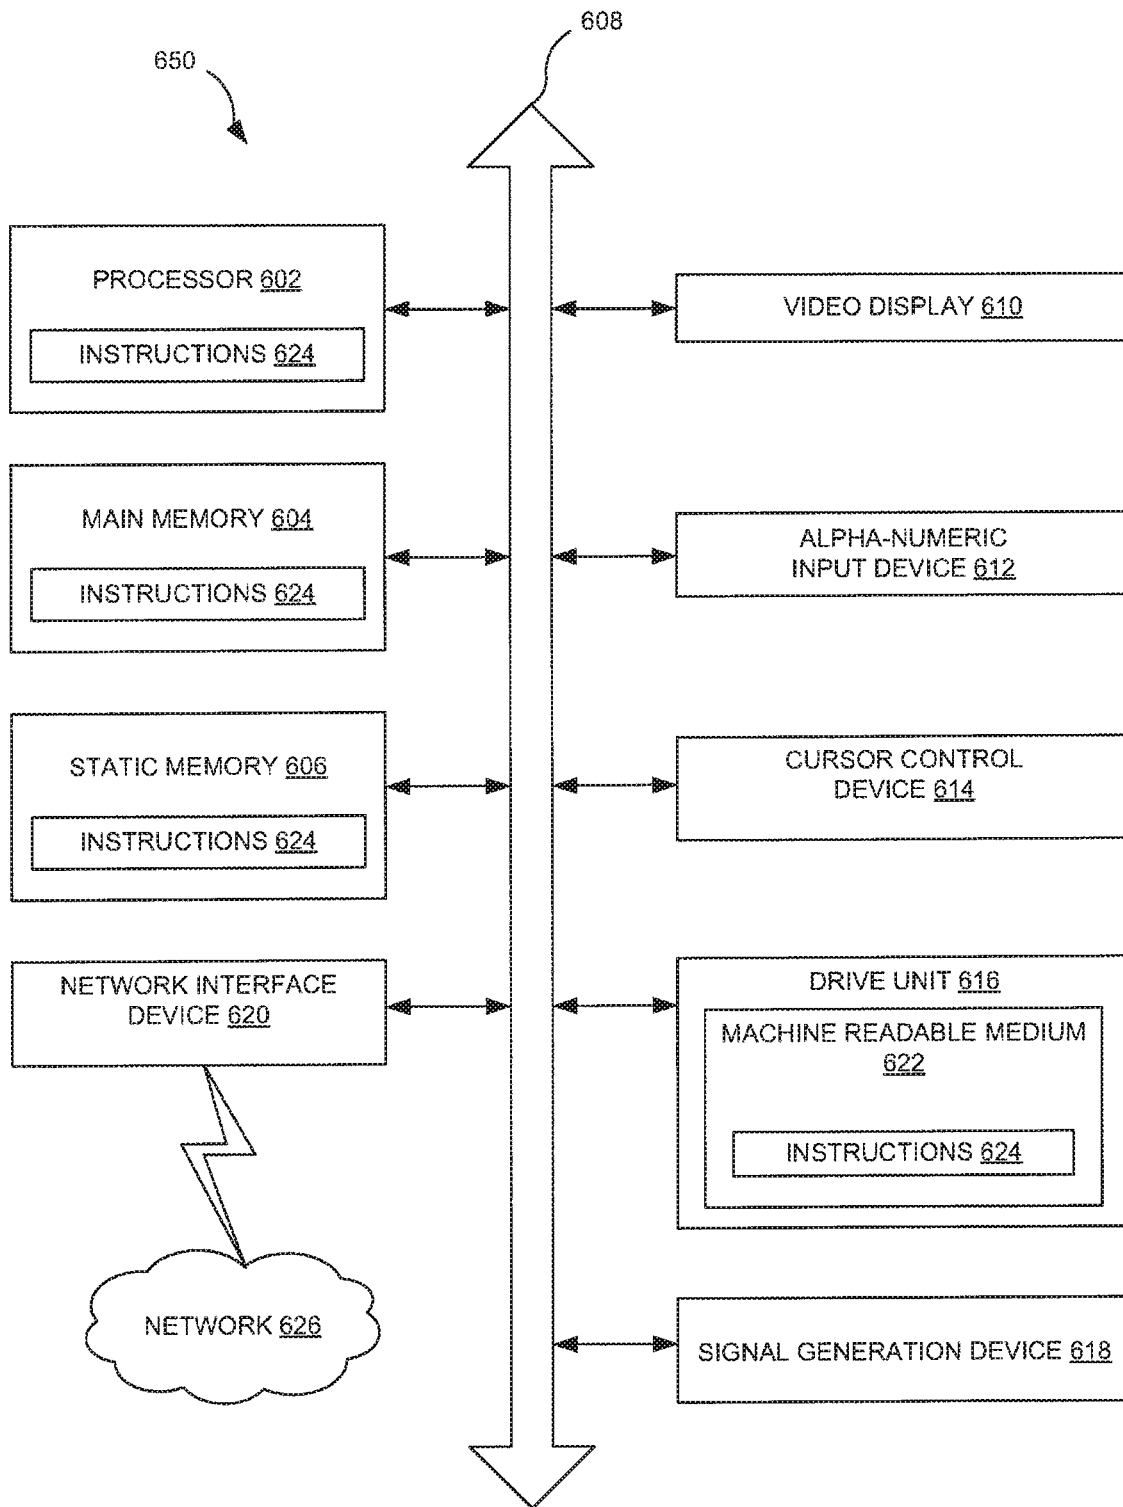 608
650
PROCESSOR 602
INSTRUCTIONS 624
MAIN MEMORY 604
INSTRUCTIONS 624
STATIC MEMORY 606
INSTRUCTIONS 624
NETWORK INTERFACE
DEVICE 620
NETWORK 626
VIDEO DISPLAY 610
ALPHA-NUMERIC
INPUT DEVICE 612
CURSOR CONTROL
DEVICE 614
DRIVE UNIT 616
MACHINE READABLE MEDIUM
622
INSTRUCTIONS 624
SIGNAL GENERATION DEVICE 618